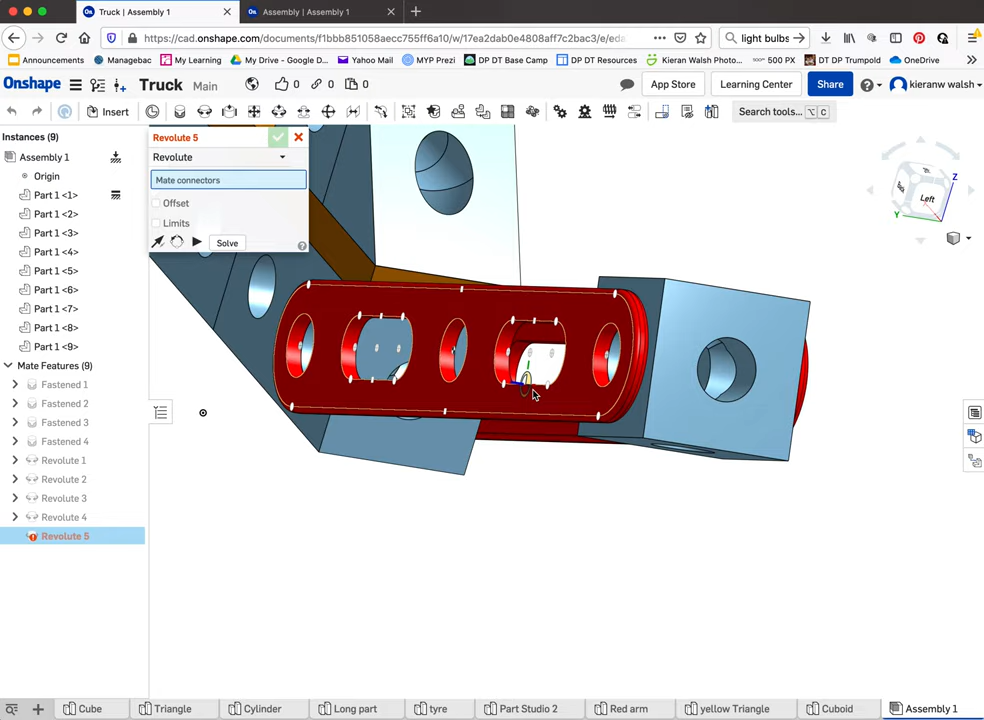 Truck | Assembly 1
Assembly | Assembly 1
https://cad.onshape.com/documents/f1bbb851058aecc755ff6a10/w/17ea2dab0e4808aff7c2bac3/e/eda
light bulbs
Announcements
Managebac
My Learning
My Drive - Google D...
Yahoo Mail
MYP Prezi
DP DT Base Camp
DT DP Resources
Kieran Walsh Photo...
500 PX
DT DP Trumpold
OneDrive
Onshape
Truck Main
0
0
0
App Store
Learning Center
Share
kieranw walsh
Insert
Search tools...
C
Instances (9)
Assembly 1
Origin
Part 1 <1>
Part 1 <2>
Part 1 <3>
Part 1 <4>
Part 1 <5>
Part 1 <6>
Part 1 <7>
Part 1 <8>
Part 1 <9>
Mate Features (9)
Fastened 1
Fastened 2
Fastened 3
Fastened 4
Revolute 1
Revolute 2
Revolute 3
Revolute 4
Revolute 5
Revolute 5
Revolute
Mate connectors
Offset
Limits
Solve
Left
Z
Y
Cube
Triangle
Cylinder
Long part
tyre
Part Studio 2
Red arm
yellow Triangle
Cuboid
Assembly 1